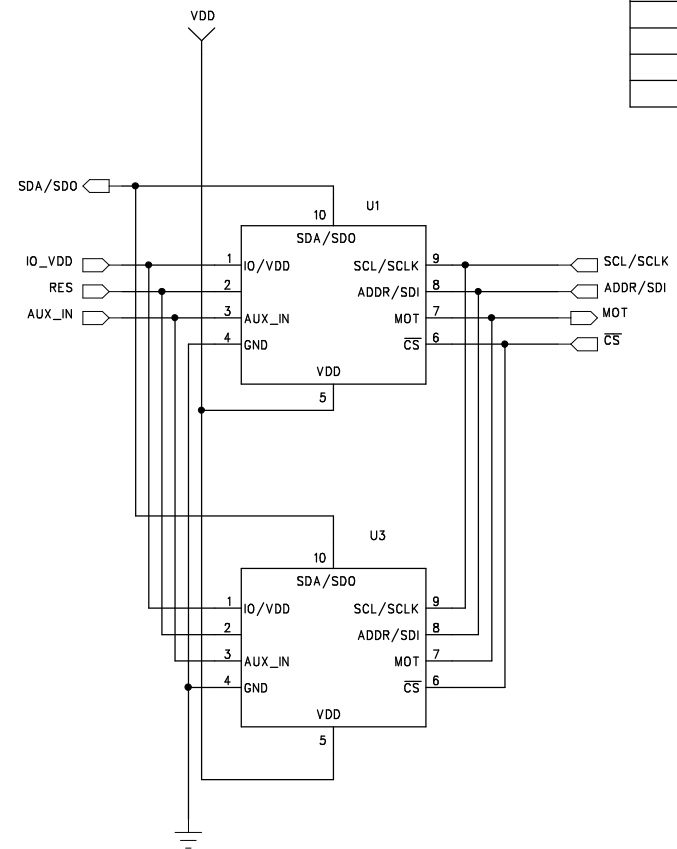 VDD
SDA/SDO
U1
10
SDA/SDO
IO_VDD
1
IO/VDD
SCL/SCLK
9
SCL/SCLK
RES
2
ADDR/SDI
8
ADDR/SDI
AUX_IN
3
AUX_IN
MOT
7
MOT
4
GND
CS
6
CS
VDD
5
U3
10
SDA/SDO
1
IO/VDD
SCL/SCLK
9
2
ADDR/SDI
8
3
AUX_IN
MOT
7
4
GND
CS
6
VDD
5